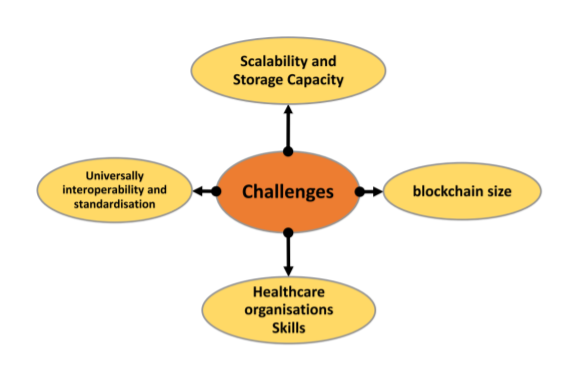 Scalability and
Storage Capacity
Universally
interoperability and
standardisation
Challenges
blockchain size
Healthcare
organisations
Skills